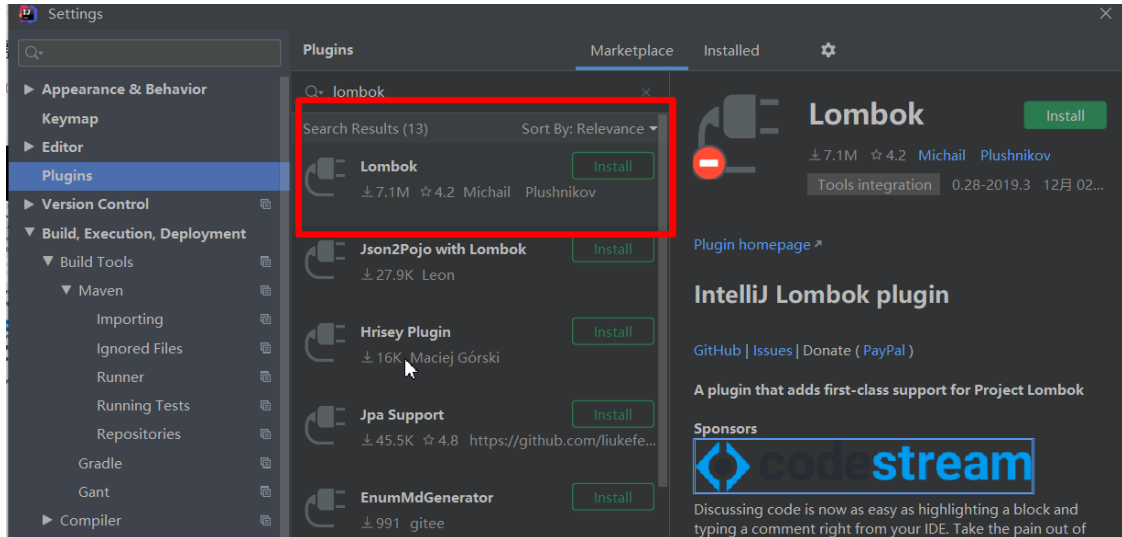 Settings
Appearance & Behavior
Keymap
Editor
Plugins
Version Control
Build, Execution, Deployment
Build Tools
Maven
Importing
Ignored Files
Runner
Running Tests
Repositories
Gradle
Gant
Compiler
Plugins
Marketplace
Installed
lombok
Search Results (13)
Sort By: Relevance
Lombok
Install
7.1M 4.2 Michail Plushnikov
Json2Pojo with Lombok
Install
27.9K Leon
Hrisey Plugin
Install
16K Maciej Górski
Jpa Support
Install
45.5K 4.8 https://github.com/liukefe...
EnumMdGenerator
Install
991 gitee
Lombok
Install
7.1M 4.2 Michail Plushnikov
Tools integration 0.28-2019.3 12月 02...
Plugin homepage
IntelliJ Lombok plugin
GitHub | Issues | Donate ( PayPal )
A plugin that adds first-class support for Project Lombok
Sponsors
codestream
Discussing code is now as easy as highlighting a block and
typing a comment right from your IDE. Take the pain out of